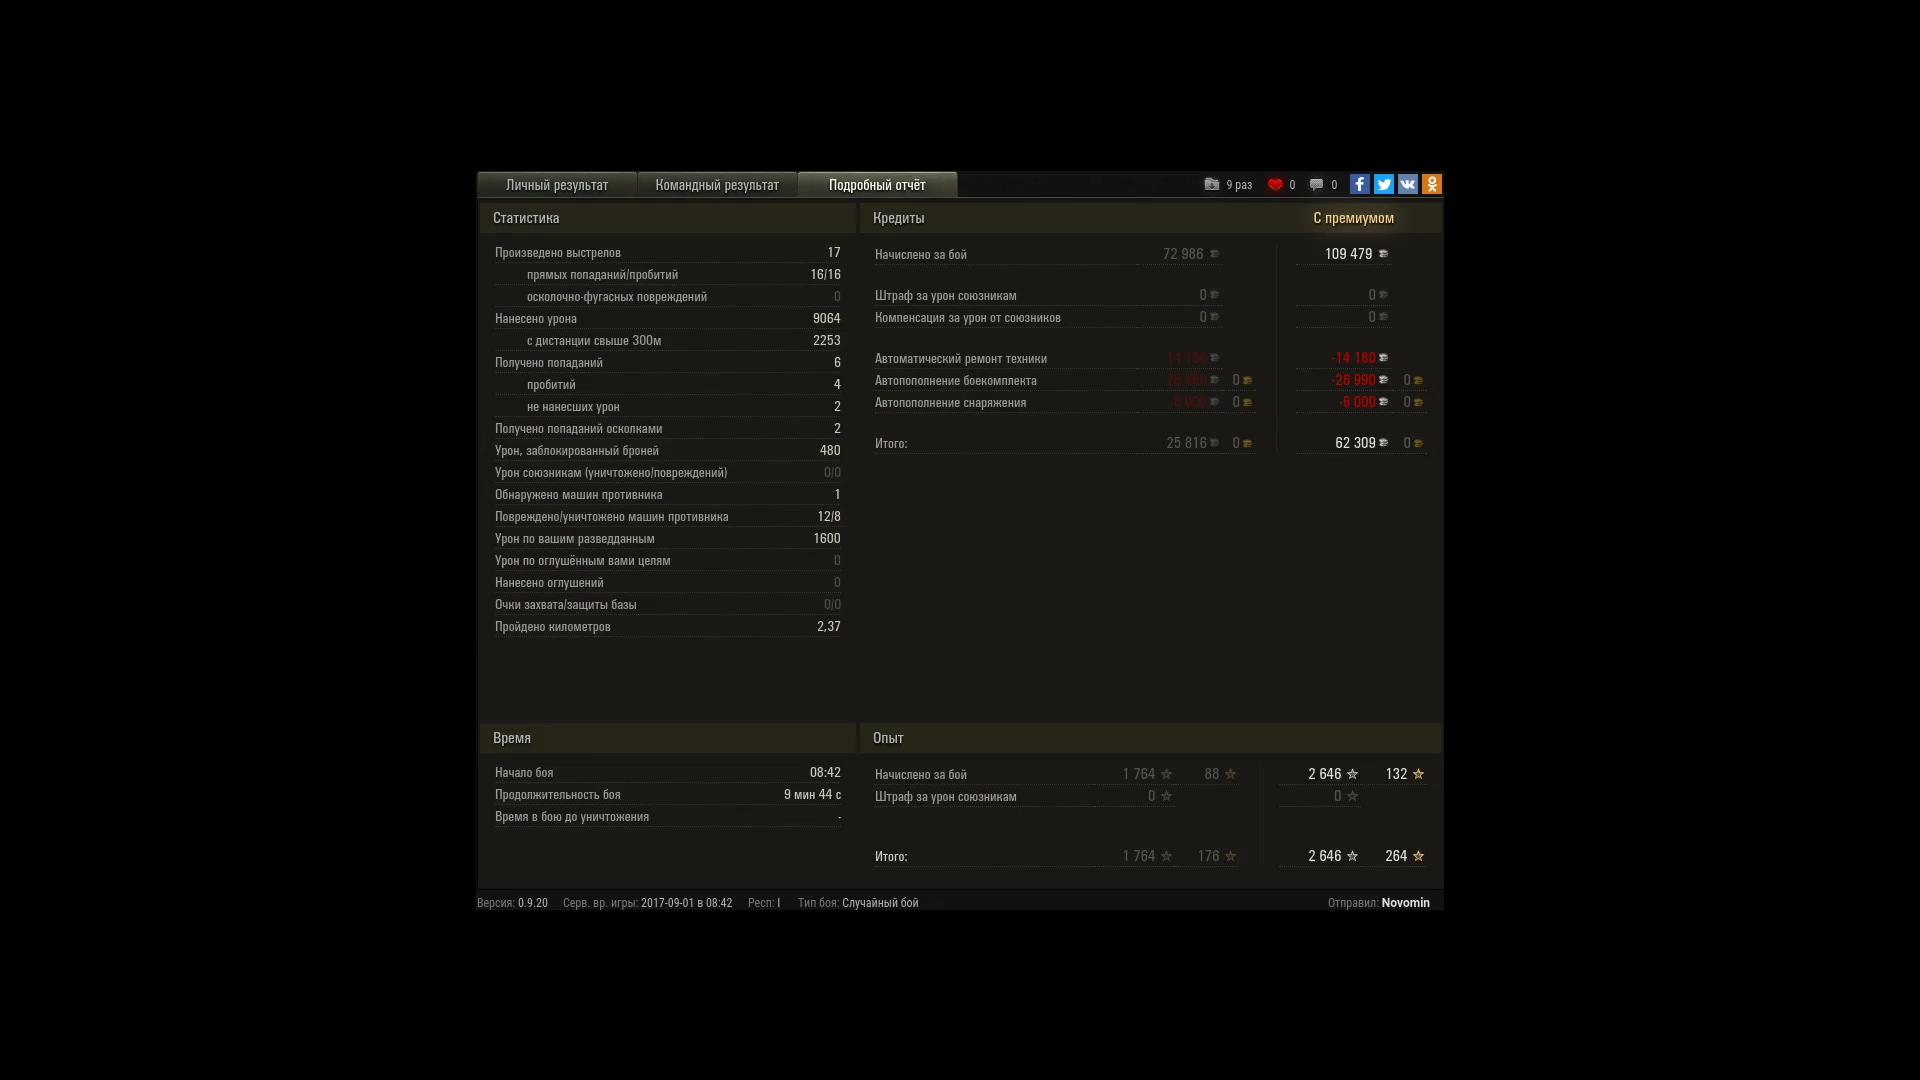 Личный результат Командный результат Подробный отчёт 9 раз 0 0
Статистика
Произведено выстрелов 17
прямых попаданий/пробитий 16/16
осколочно-фугасных повреждений 0
Нанесено урона 9064
с дистанции свыше 300м 2253
Получено попаданий 6
пробитий 4
не нанесших урон 2
Получено попаданий осколками 2
Урон, заблокированный броней 480
Урон союзникам (уничтожено/повреждений) 0/0
Обнаружено машин противника 1
Повреждено/уничтожено машин противника 12/8
Урон по вашим разведданным 1600
Урон по оглушённым вами целям 0
Нанесено оглушений 0
Очки захвата/защиты базы 0/0
Пройдено километров 2,37
Кредиты С премиумом
Начислено за бой 72 986 109 479
Штраф за урон союзникам 0 0
Компенсация за урон от союзников 0 0
Автоматический ремонт техники -14 180 -14 180
Автопополнение боекомплекта 0 -26 990 0
Автопополнение снаряжения -6 000 0 -6 000 0
Итого: 25 816 0 62 309 0
Время
Начало боя 08:42
Продолжительность боя 9 мин 44 с
Время в бою до уничтожения -
Опыт
Начислено за бой 1 764 88 2 646 132
Штраф за урон союзникам 0 0
Итого: 1 764 176 2 646 264
Версия: 0.9.20 Серв. вр. игры: 2017-09-01 в 08:42 Респ: I Тип боя: Случайный бой Отправил: Novomin